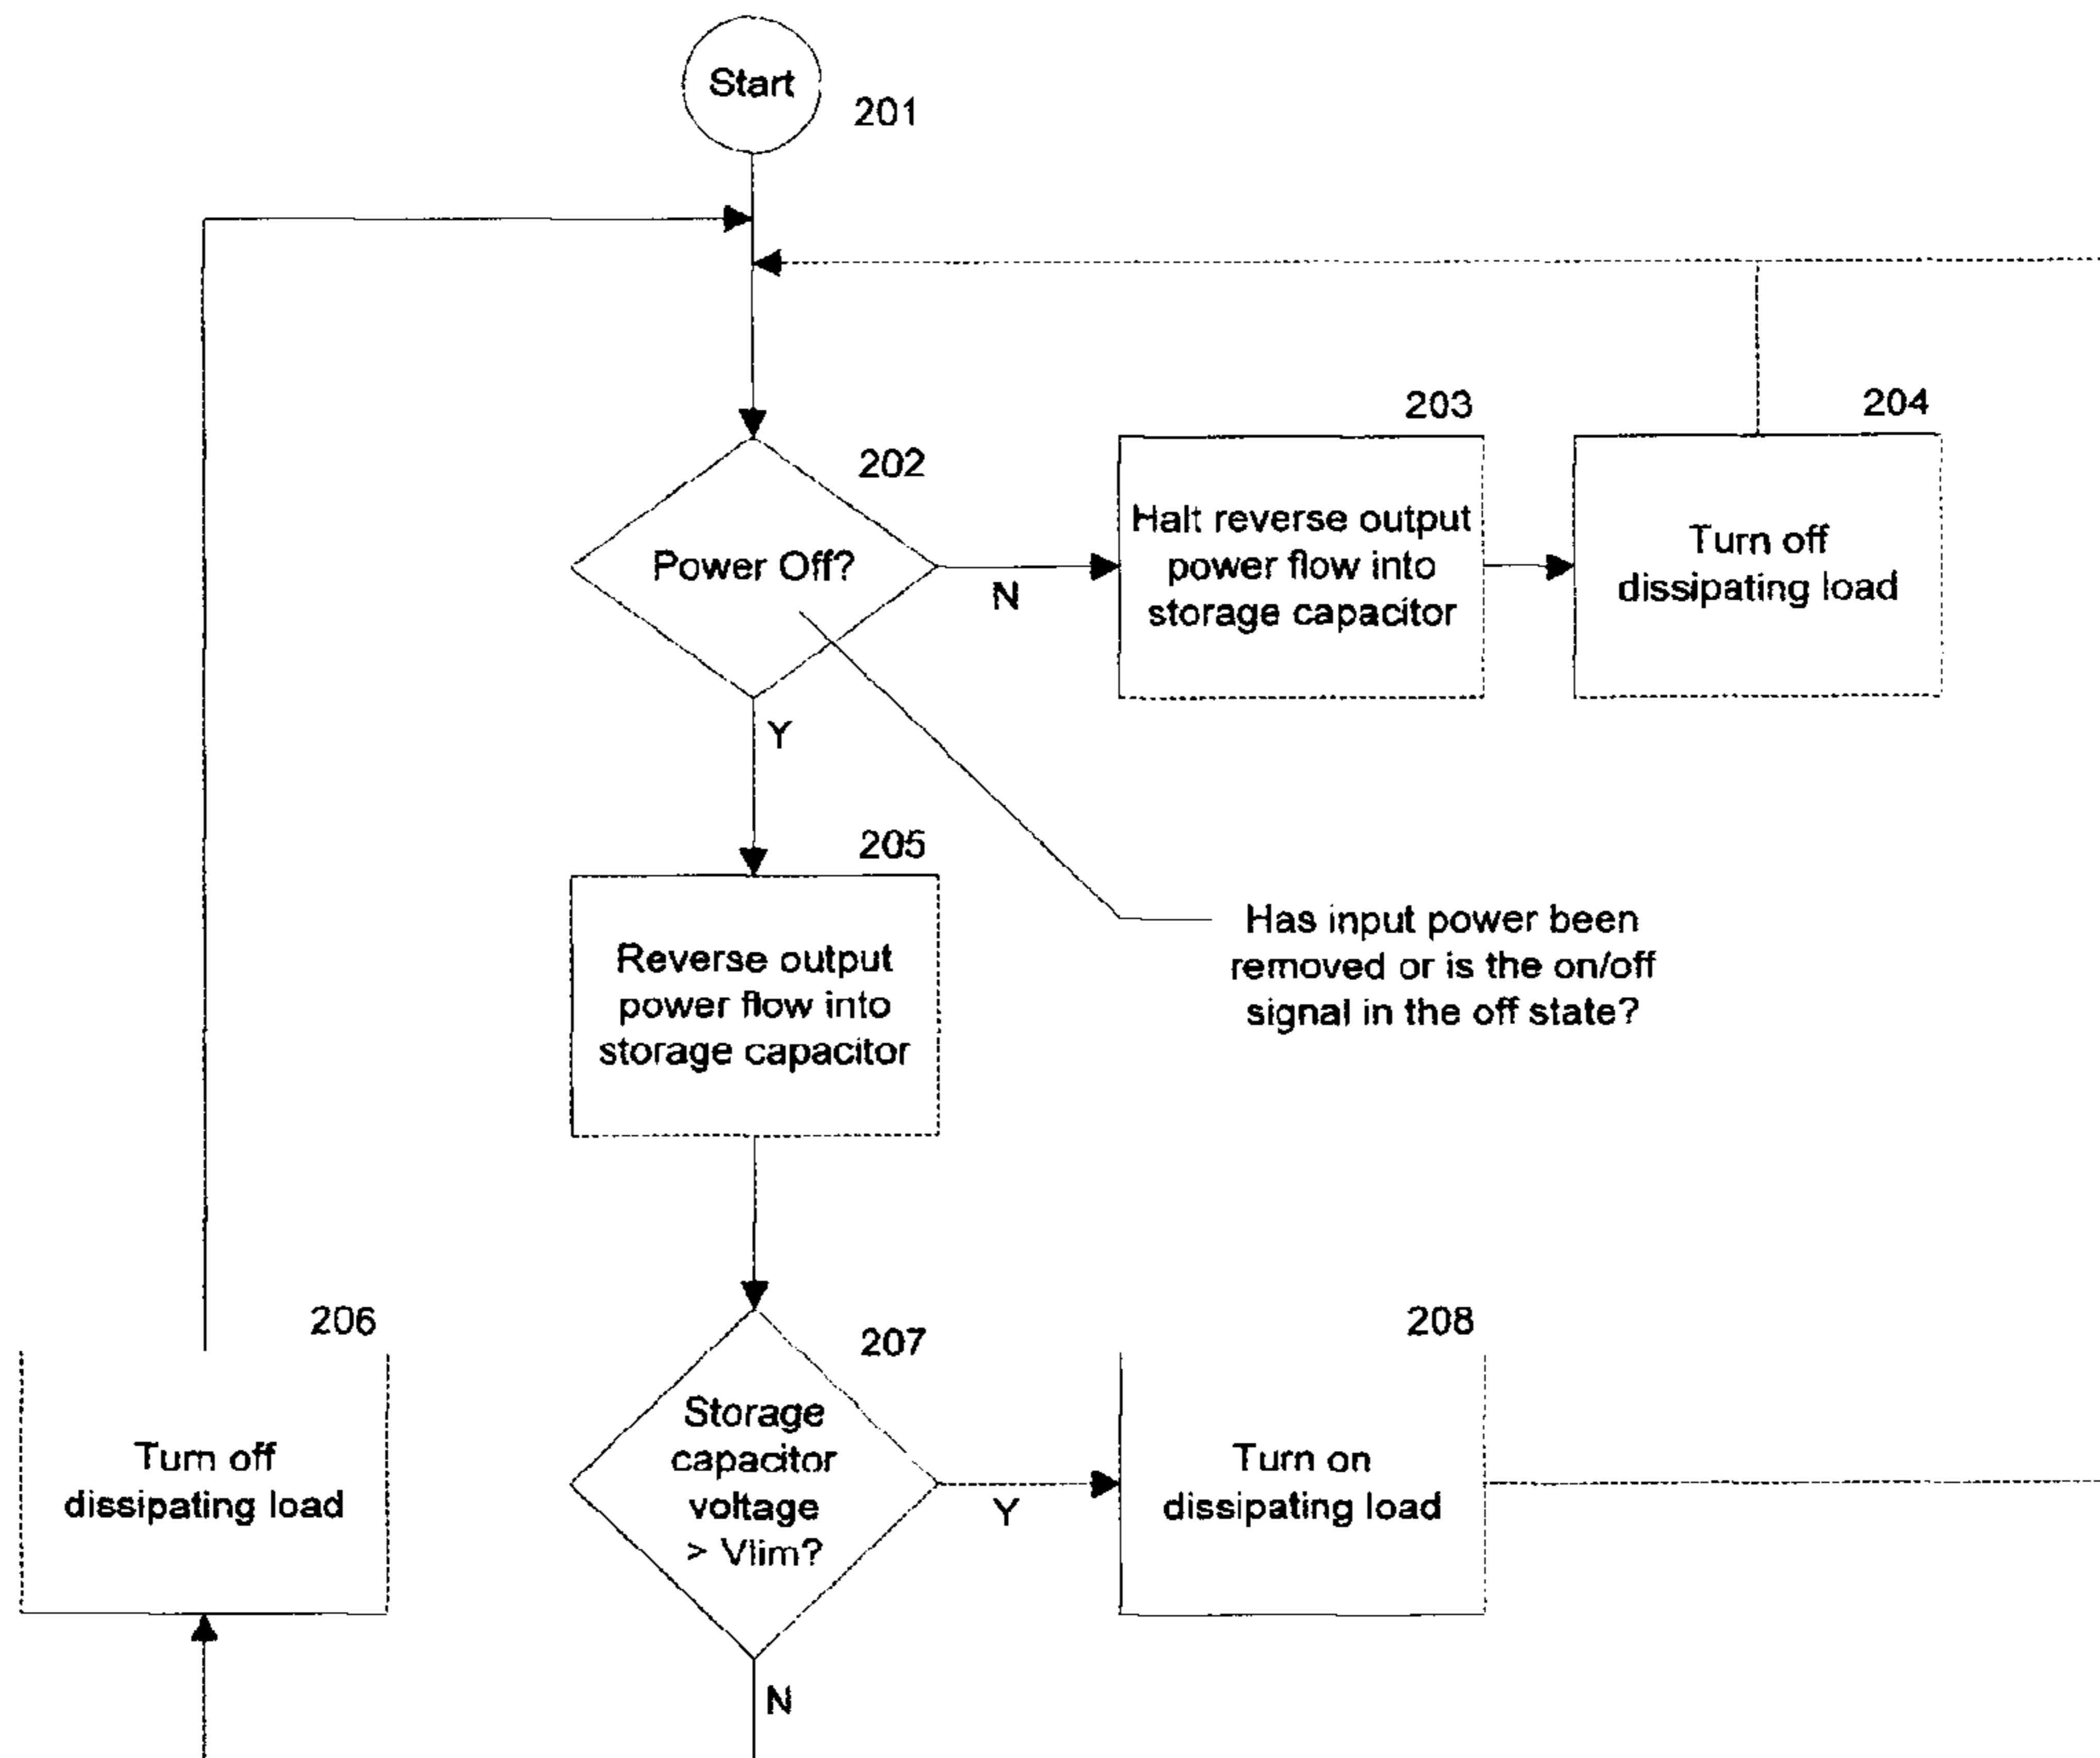 Start
201
202
Power Off?
N
Y
203
Halt reverse output
power flow into
storage capacitor
204
Turn off
dissipating load
205
Reverse output
power flow into
storage capacitor
Has input power been
removed or is the on/off
signal in the off state?
206
Turn off
dissipating load
207
Storage
capacitor
voltage
> Vlim?
Y
N
208
Turn on
dissipating load